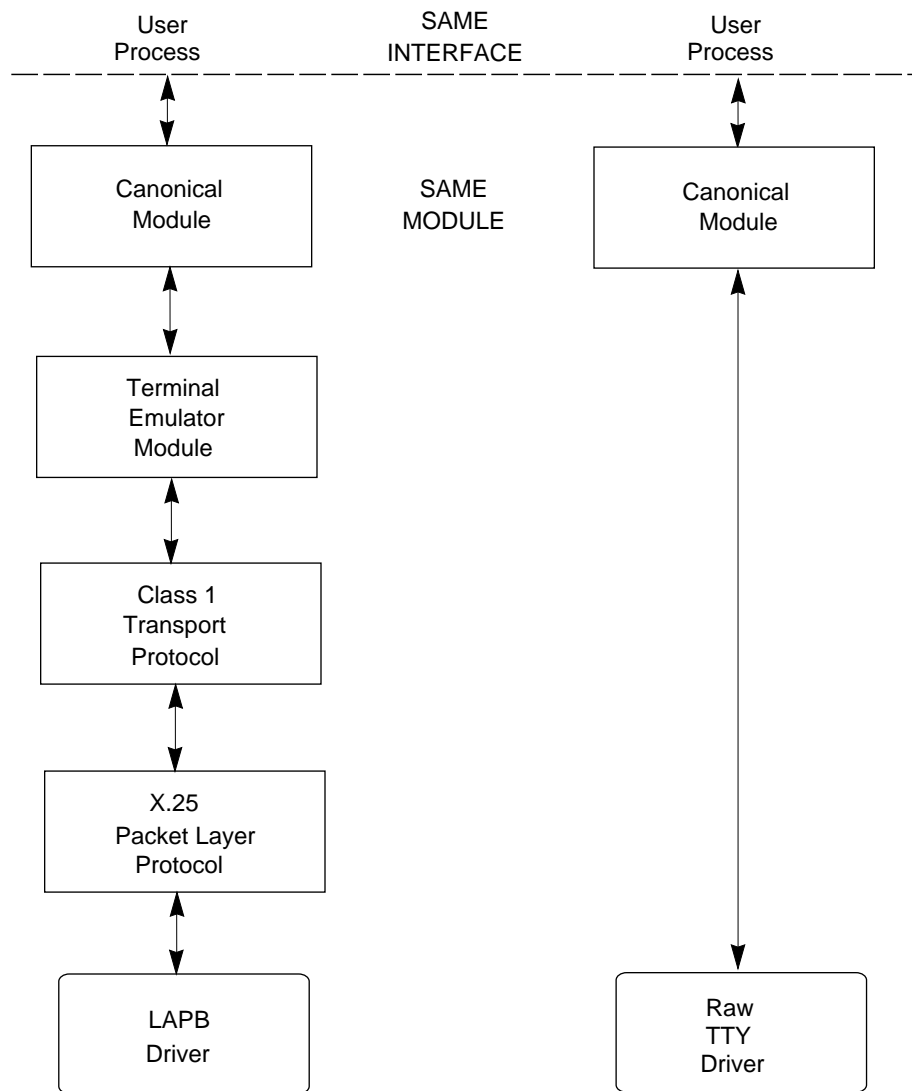 User
Process
SAME
INTERFACE
User
Process
Canonical
Module
SAME
MODULE
Canonical
Module
Terminal
Emulator
Module
Class 1
Transport
Protocol
X.25
Packet Layer
Protocol
LAPB
Driver
Raw
TTY
Driver